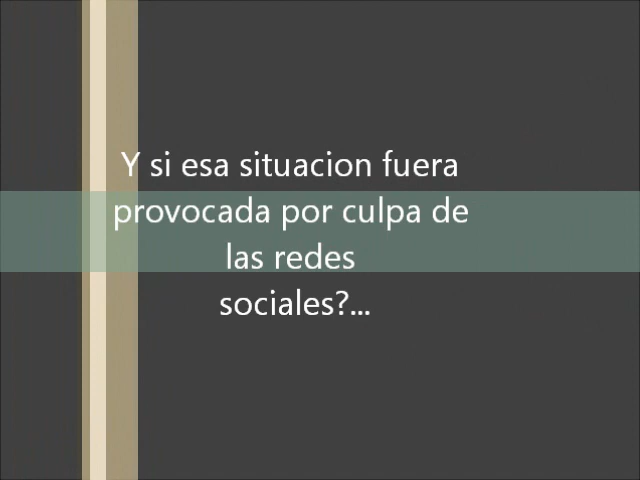 Y si esa situacion fuera
provocada por culpa de
las redes
sociales?...